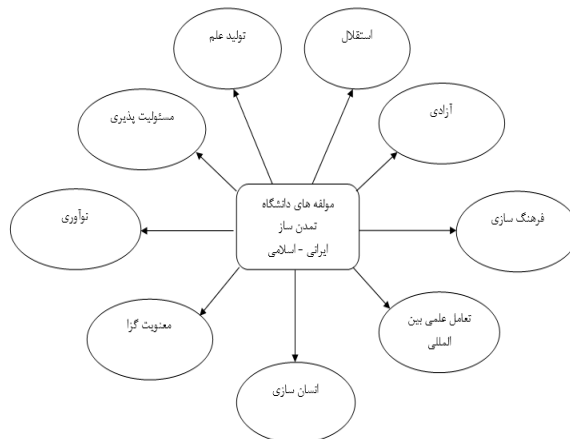 استقلال
تولید علم
آزادی
مسئولیت پذیری
مولفه های دانشگاه
تمدن ساز
ایرانی - اسلامی
فرهنگ سازی
نوآوری
تعامل علمی بین
المللی
معنویت گرا
انسان سازی